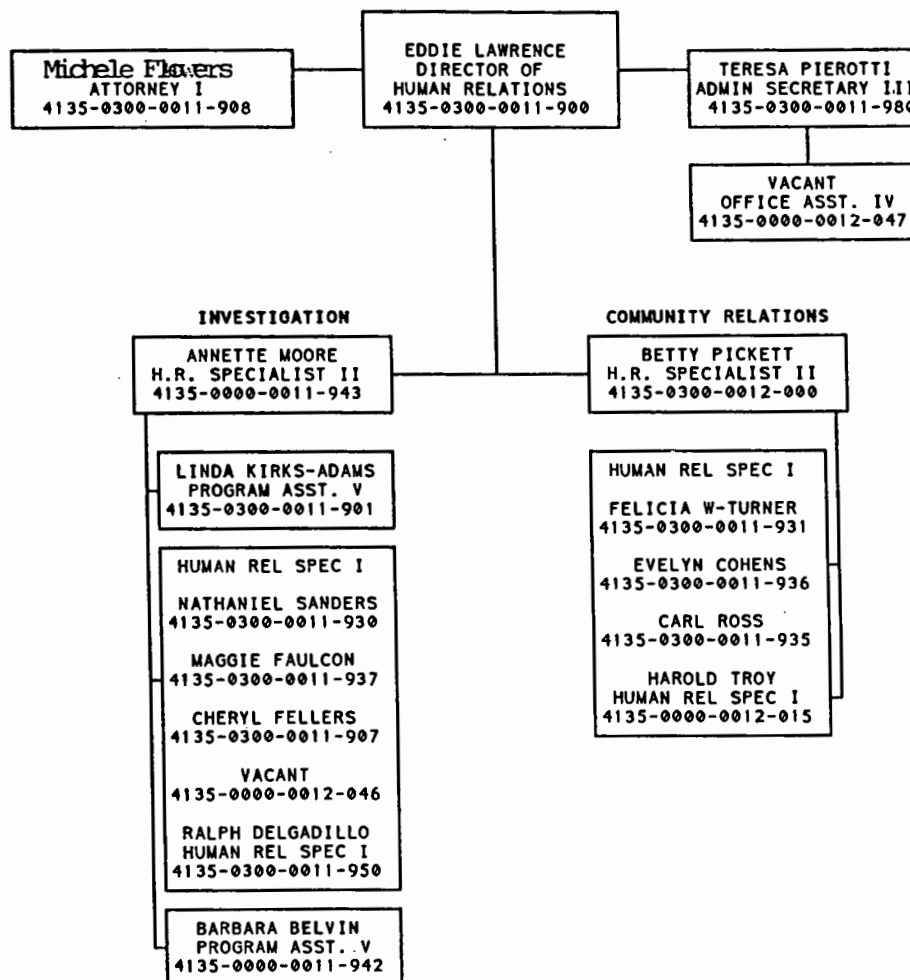 Michele Flowers
ATTORNEY I
4135-0300-0011-908
EDDIE LAWRENCE
DIRECTOR OF
HUMAN RELATIONS
4135-0300-0011-900
TERESA PIEROTTI
ADMIN SECRETARY I.II
4135-0300-0011-980
VACANT
OFFICE ASST. IV
4135-0000-0012-047
INVESTIGATION
ANNETTE MOORE
H.R. SPECIALIST II
4135-0000-0011-943
LINDA KIRKS-ADAMS
PROGRAM ASST. V
4135-0300-0011-901
HUMAN REL SPEC I
NATHANIEL SANDERS
4135-0300-0011-930
MAGGIE FAULCON
4135-0300-0011-937
CHERYL FELLERS
4135-0300-0011-907
VACANT
4135-0000-0012-046
RALPH DELGADILLO
HUMAN REL SPEC I
4135-0300-0011-950
BARBARA BELVIN
PROGRAM ASST. V
4135-0000-0011-942
COMMUNITY RELATIONS
BETTY PICKETT
H.R. SPECIALIST II
4135-0300-0012-000
HUMAN REL SPEC I
FELICIA W-TURNER
4135-0300-0011-931
EVELYN COHENS
4135-0300-0011-936
CARL ROSS
4135-0300-0011-935
HAROLD TROY
HUMAN REL SPEC I
4135-0000-0012-015